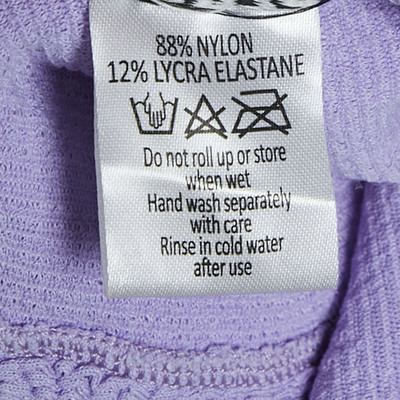 88% NYLON
12% LYCRA ELASTANE
Do not roll up or store
when wet
Hand wash separately
with care
Rinse in cold water
after use